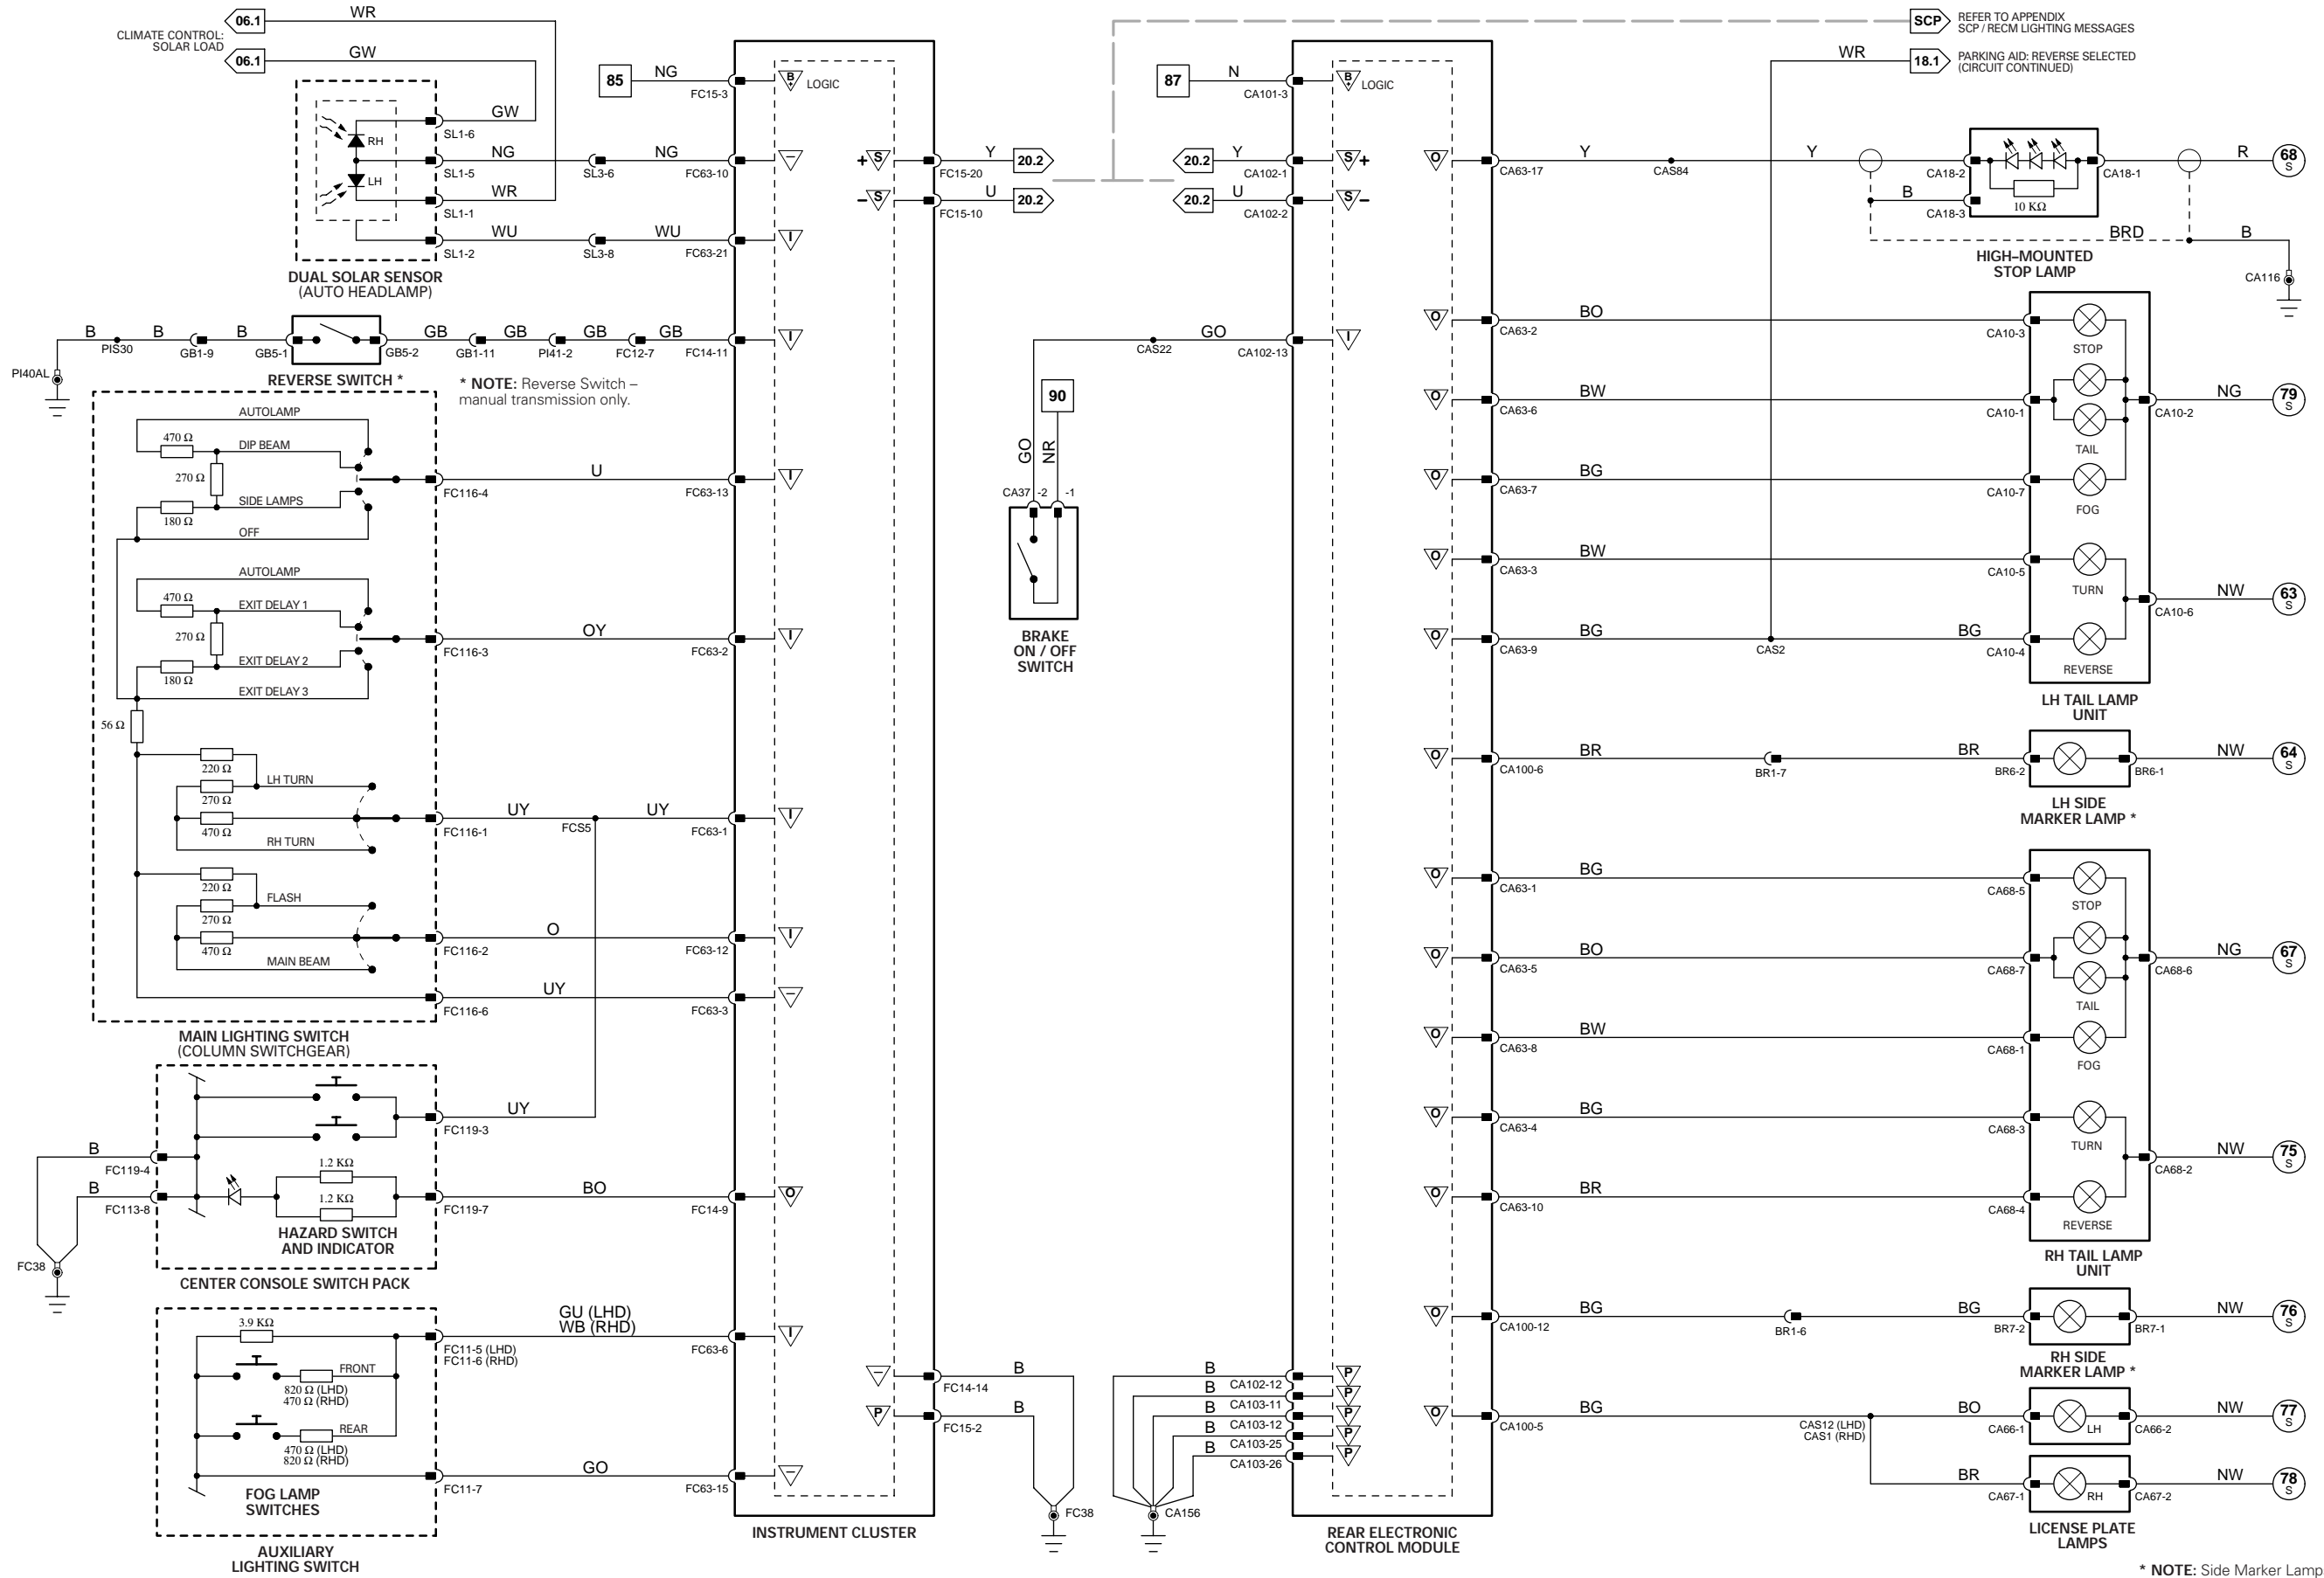 06.1
WR
CLIMATE CONTROL:
SOLAR LOAD
06.1
GW
GW
SL1-6
RH
NG
SL1-5
SL3-6
NG
FC63-10
LH
WR
SL1-1
WU
SL1-2
SL3-8
WU
FC63-21
DUAL SOLAR SENSOR
(AUTO HEADLAMP)
85
NG
FC15-3
B+
LOGIC
B
PIS30
B
GB1-9
B
GB5-1
GB5-2
GB
GB1-11
GB
PI41-2
GB
FC12-7
GB
FC14-11
I
PI40AL
REVERSE SWITCH *
* NOTE: Reverse Switch –
manual transmission only.
AUTOLAMP
470 Ω
DIP BEAM
270 Ω
SIDE LAMPS
180 Ω
OFF
FC116-4
U
FC63-13
I
AUTOLAMP
470 Ω
EXIT DELAY 1
270 Ω
EXIT DELAY 2
180 Ω
EXIT DELAY 3
FC116-3
OY
FC63-2
I
56 Ω
220 Ω
LH TURN
270 Ω
470 Ω
RH TURN
FC116-1
UY
FCS5
UY
FC63-1
I
220 Ω
FLASH
270 Ω
470 Ω
MAIN BEAM
FC116-2
O
FC63-12
I
FC116-6
UY
FC63-3
–
MAIN LIGHTING SWITCH
(COLUMN SWITCHGEAR)
UY
FC119-3
B
FC119-4
B
FC113-8
1.2 KΩ
1.2 KΩ
FC119-7
BO
FC14-9
O
HAZARD SWITCH
AND INDICATOR
FC38
CENTER CONSOLE SWITCH PACK
3.9 KΩ
GU (LHD)
WB (RHD)
FC11-5 (LHD)
FC11-6 (RHD)
FC63-6
I
FRONT
820 Ω (LHD)
470 Ω (RHD)
REAR
470 Ω (LHD)
820 Ω (RHD)
FC11-7
GO
FC63-15
–
FOG LAMP
SWITCHES
AUXILIARY
LIGHTING SWITCH
+ S
FC15-20
Y
20.2
– S
FC15-10
U
20.2
–
FC14-14
B
P
FC15-2
B
FC38
INSTRUMENT CLUSTER
87
N
CA101-3
B+
LOGIC
20.2
Y
CA102-1
S +
20.2
U
CA102-2
S –
GO
CAS22
CA102-13
I
90
GO
NR
CA37
-2
-1
BRAKE
ON / OFF
SWITCH
B
CA102-12
P
B
CA103-11
P
B
CA103-12
P
B
CA103-25
P
B
CA103-26
P
CA156
REAR ELECTRONIC
CONTROL MODULE
SCP
REFER TO APPENDIX
SCP / RECM LIGHTING MESSAGES
WR
18.1
PARKING AID: REVERSE SELECTED
(CIRCUIT CONTINUED)
O
CA63-17
Y
CAS84
Y
CA18-2
B
CA18-3
10 KΩ
CA18-1
R
68
S
BRD
B
CA116
HIGH–MOUNTED
STOP LAMP
O
CA63-2
BO
CA10-3
STOP
O
CA63-6
BW
CA10-1
TAIL
CA10-2
NG
79
S
O
CA63-7
BG
CA10-7
FOG
O
CA63-3
BW
CA10-5
TURN
CA10-6
NW
63
S
O
CA63-9
BG
CAS2
BG
CA10-4
REVERSE
LH TAIL LAMP
UNIT
O
CA100-6
BR
BR1-7
BR
BR6-2
BR6-1
NW
64
S
LH SIDE
MARKER LAMP *
O
CA63-1
BG
CA68-5
STOP
O
CA63-5
BO
CA68-7
TAIL
CA68-6
NG
67
S
O
CA63-8
BW
CA68-1
FOG
O
CA63-4
BG
CA68-3
TURN
CA68-2
NW
75
S
O
CA63-10
BR
CA68-4
REVERSE
RH TAIL LAMP
UNIT
O
CA100-12
BG
BR1-6
BG
BR7-2
BR7-1
NW
76
S
RH SIDE
MARKER LAMP *
O
CA100-5
BG
CAS12 (LHD)
CAS1 (RHD)
BO
CA66-1
LH
CA66-2
NW
77
S
BR
CA67-1
RH
CA67-2
NW
78
S
LICENSE PLATE
LAMPS
* NOTE: Side Marker Lamp